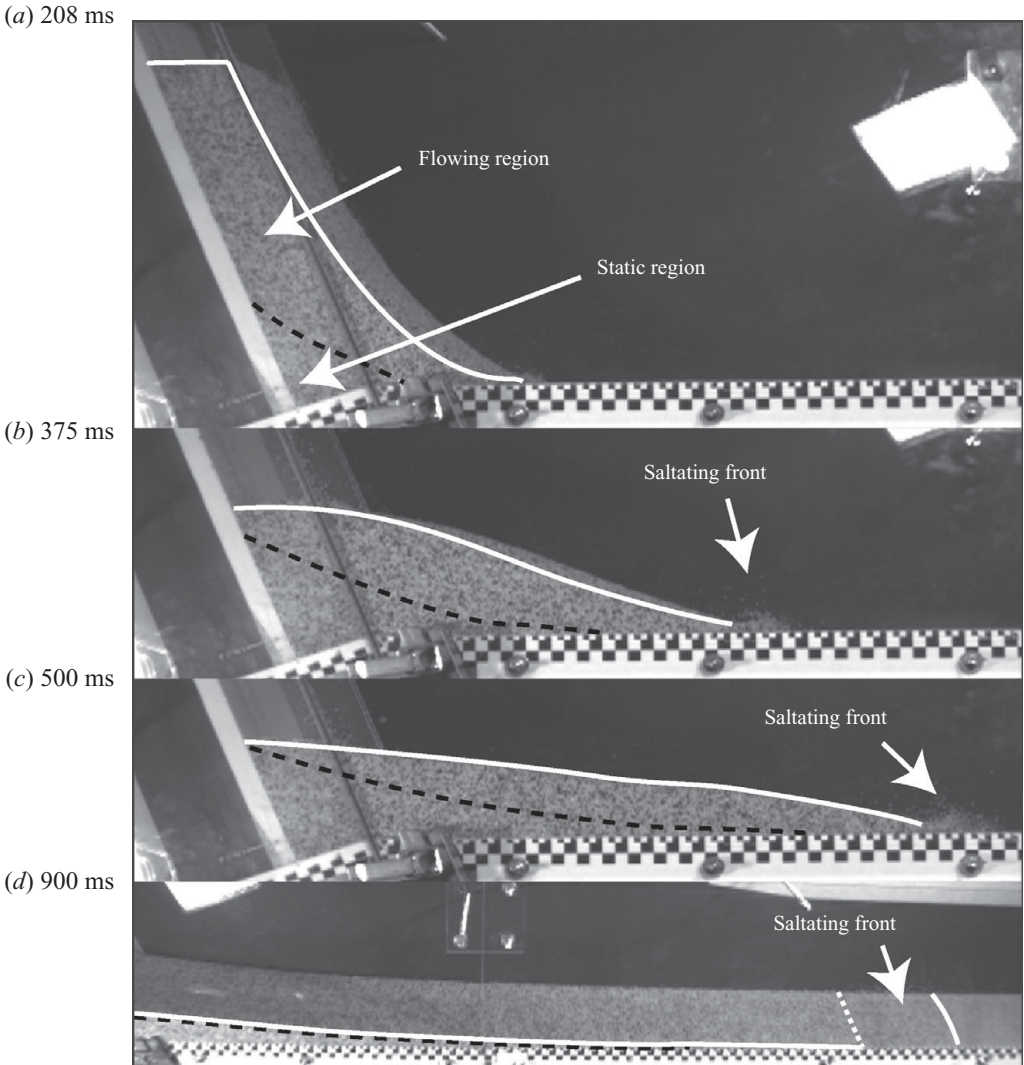 (a) 208 ms
Flowing region
Static region
(b) 375 ms
Saltating front
(c) 500 ms
Saltating front
(d) 900 ms
Saltating front